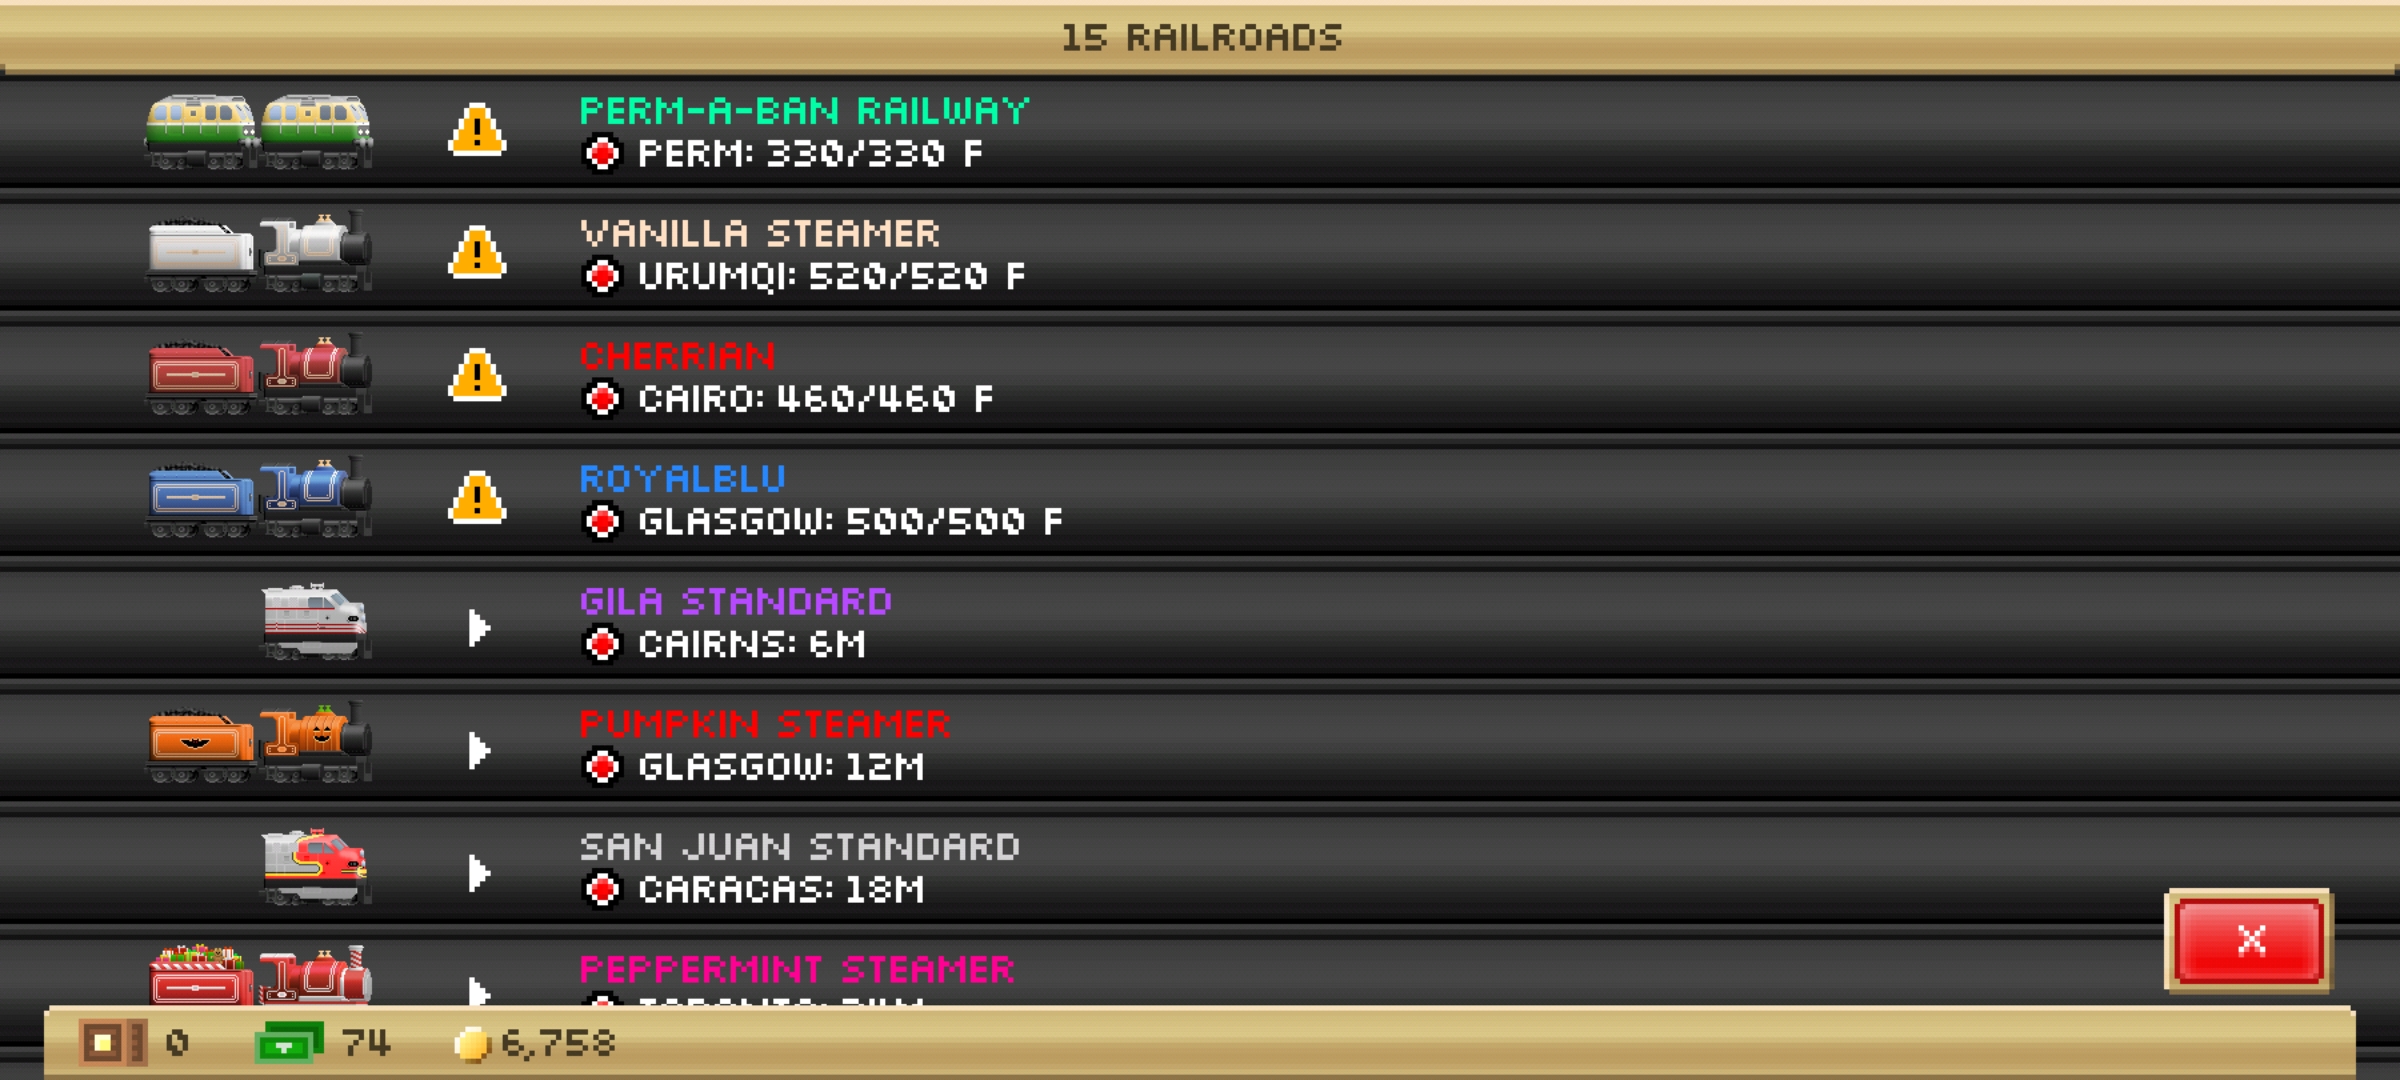 15 RAILROADS
PERM-A-BAN RAILWAY
PERM: 330/330 F
VANILLA STEAMER
URUMQI: 520/520 F
CHERRIAN
CAIRO: 460/460 F
ROYALBLU
GLASGOW: 500/500 F
GILA STANDARD
CAIRNS: 6M
PUMPKIN STEAMER
GLASGOW: 12M
SAN JUAN STANDARD
CARACAS: 18M
PEPPERMINT STEAMER
0 74 6,758